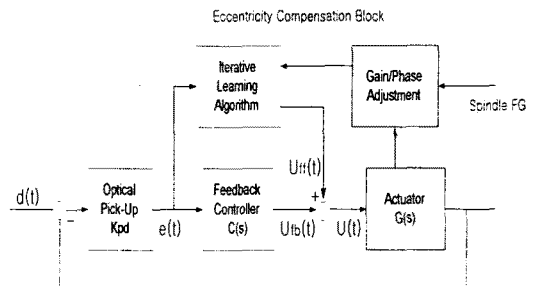 Eccentricity Compensation Block
Iterative
Learning
Algorithm
Gain/Phase
Adjustment
Spindle FG
Uff(t)
d(t)
Optical
Pick-Up
Kpd
e(t)
Feedback
Controller
C(s)
Ufb(t)
U(t)
Actuator
G(s)
+
-
-